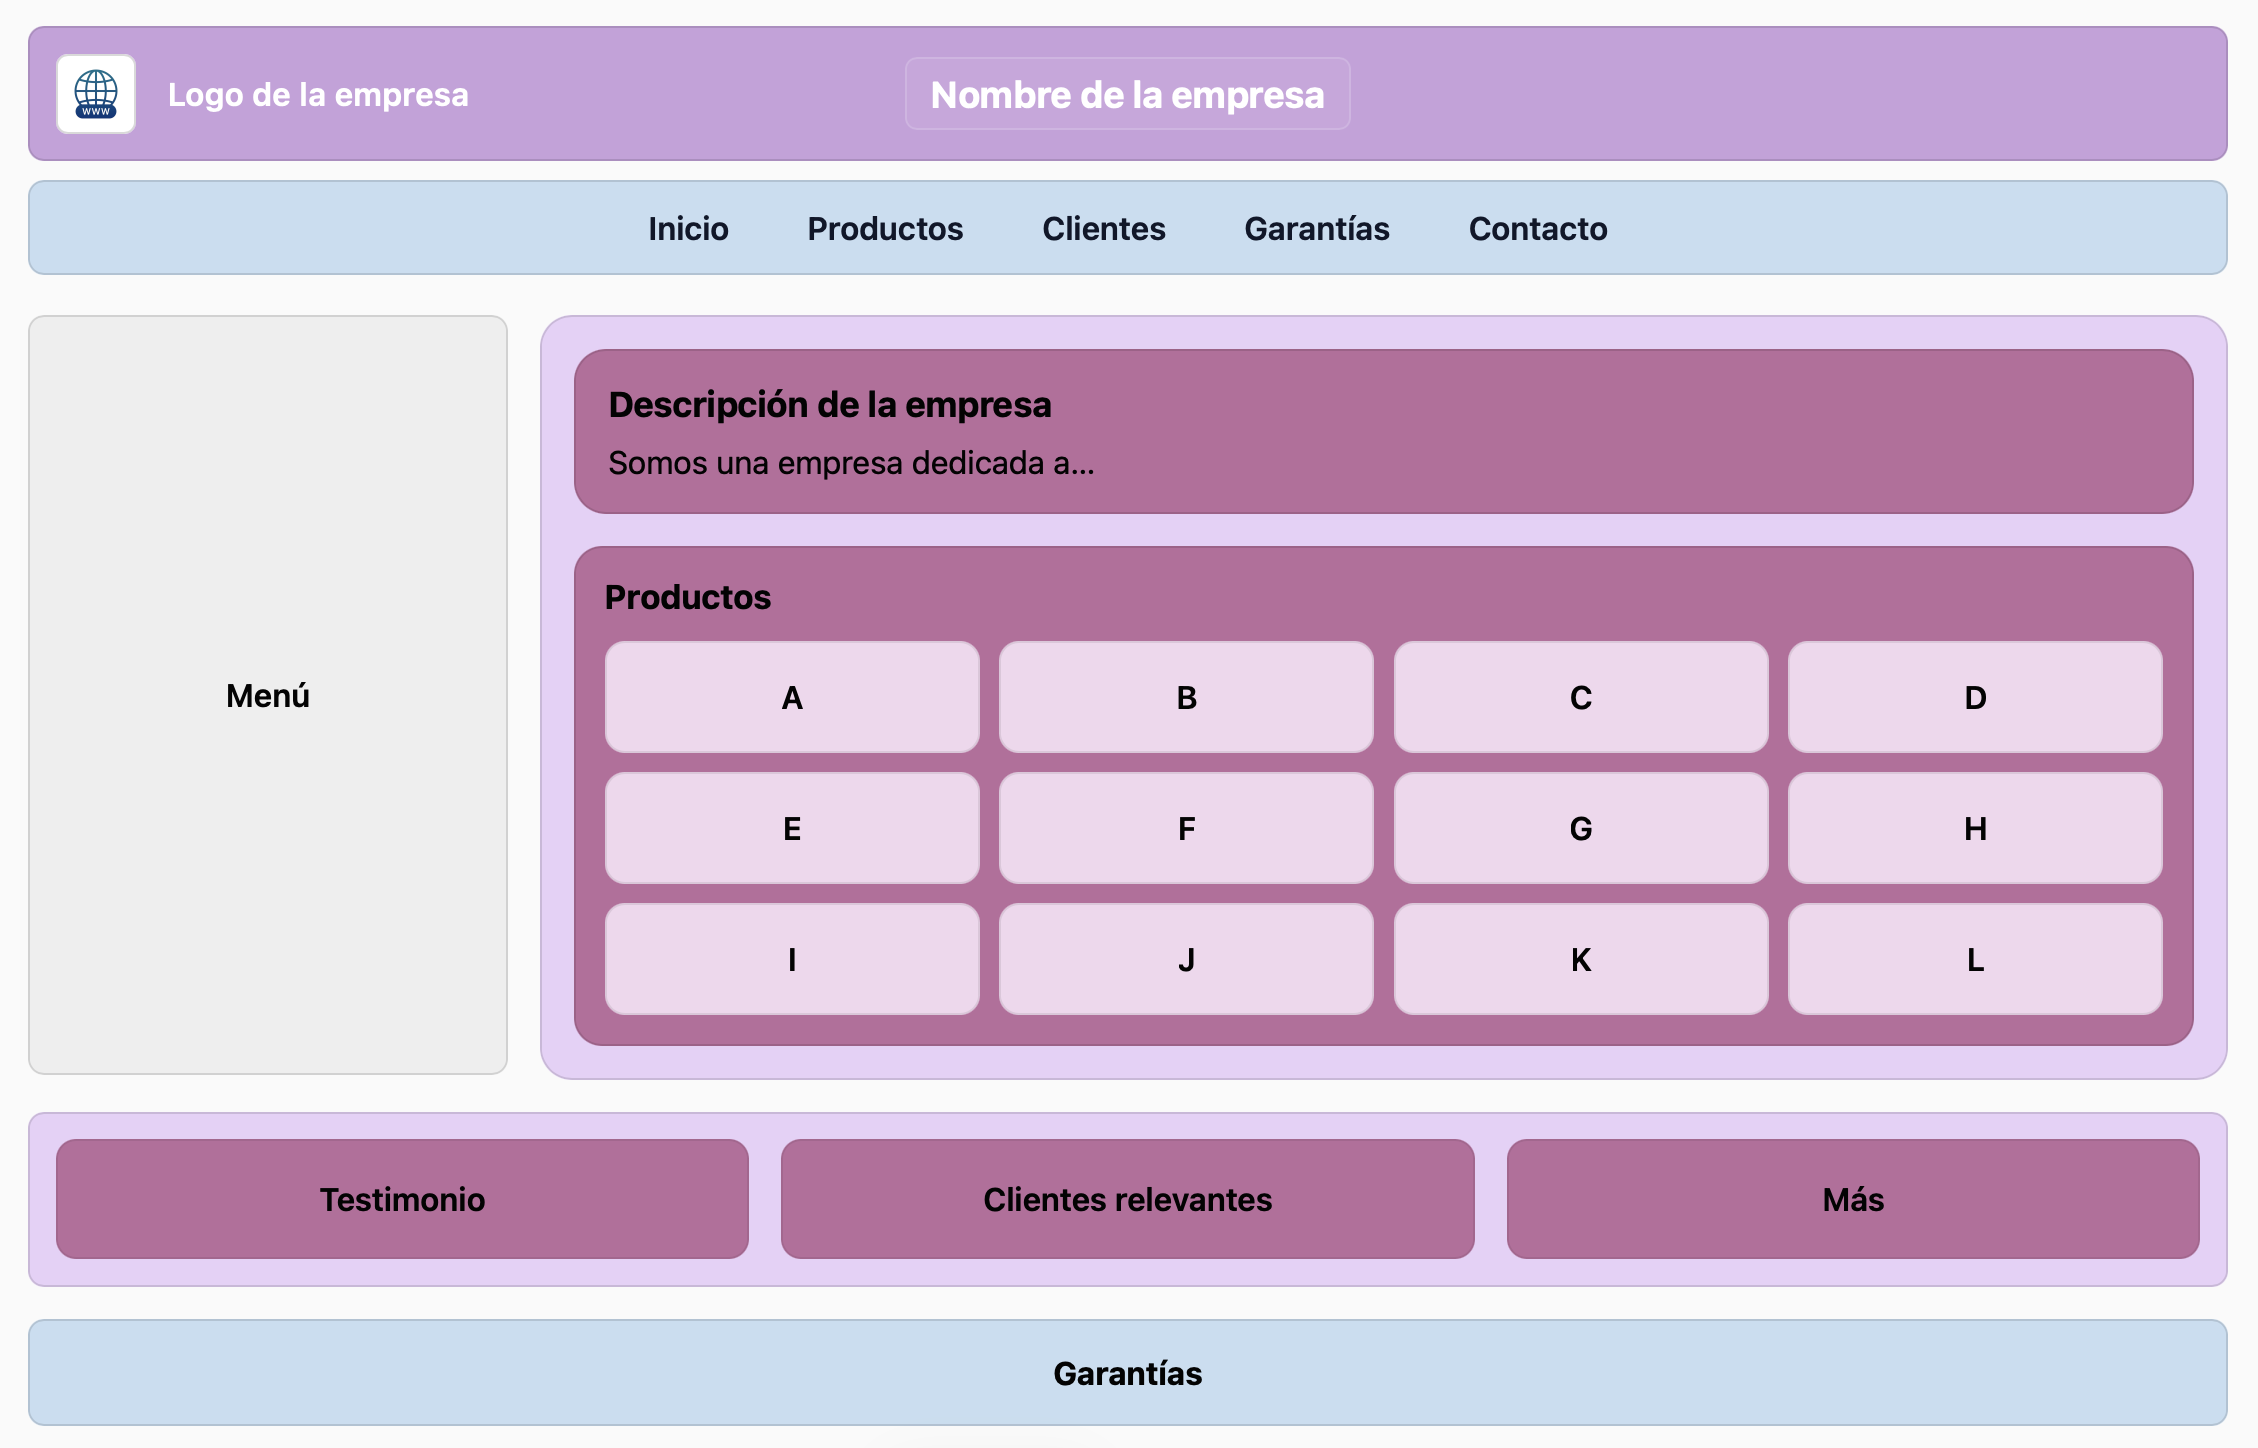 WWW
Logo de la empresa
Nombre de la empresa
Inicio Productos Clientes Garantías Contacto
Menú
Descripción de la empresa
Somos una empresa dedicada a...
Productos
A B C D
E F G H
I J K L
Testimonio Clientes relevantes Más
Garantías